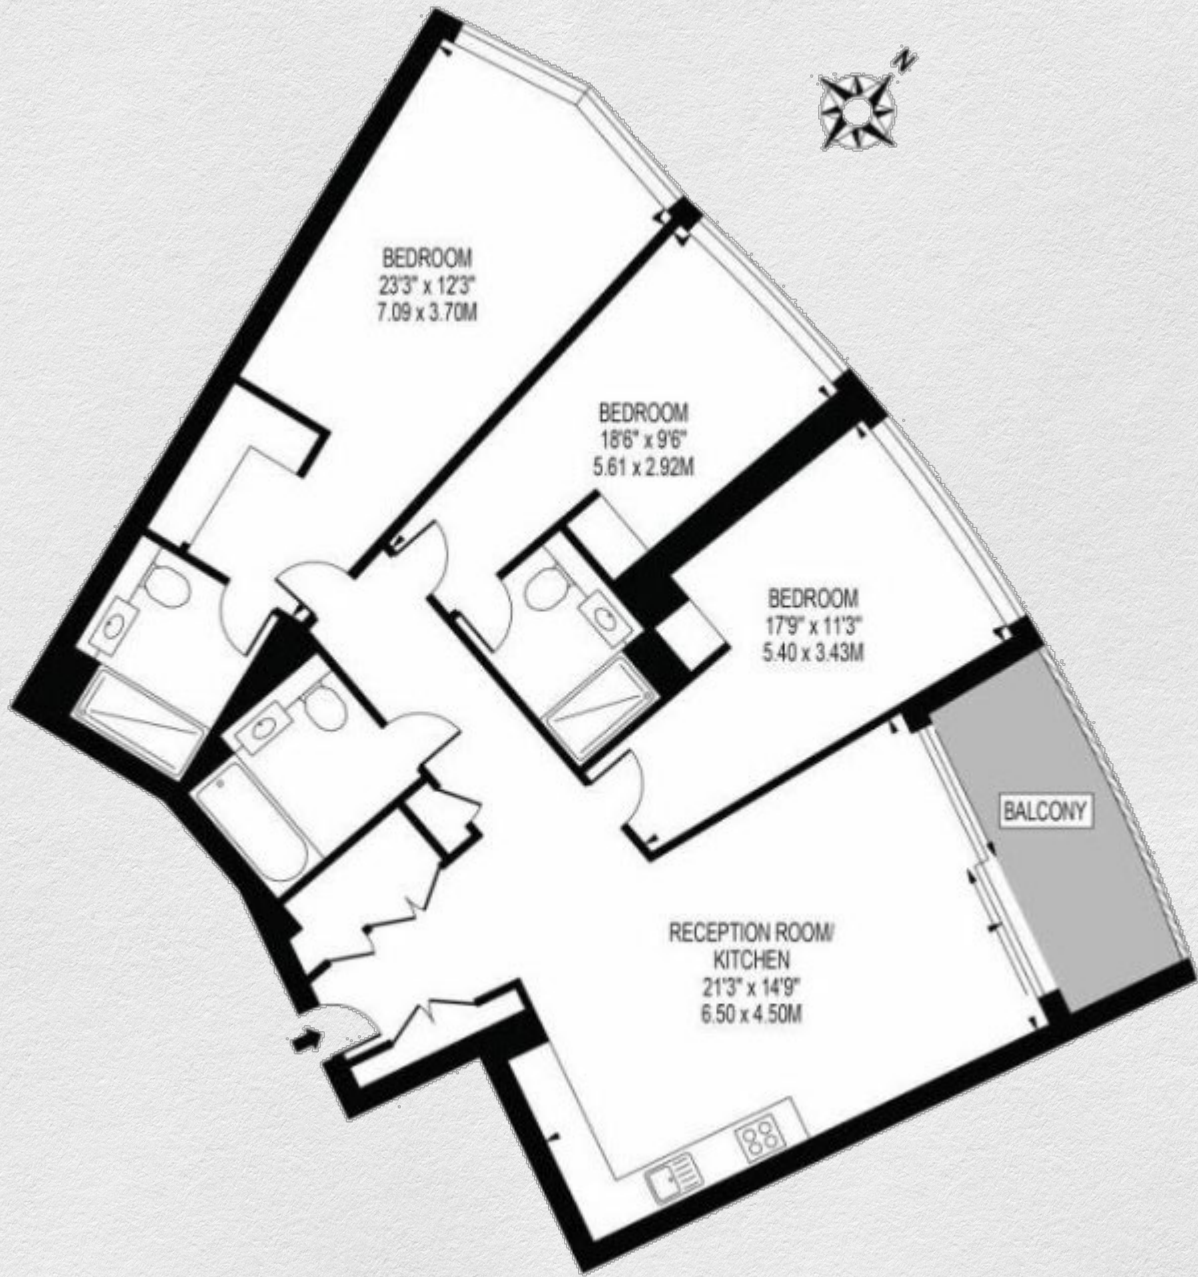 N
BEDROOM
23'3" x 12'3"
7.09 x 3.70M
BEDROOM
18'6" x 9'6"
5.61 x 2.92M
BEDROOM
17'9" x 11'3"
5.40 x 3.43M
BALCONY
RECEPTION ROOM/
KITCHEN
21'3" x 14'9"
6.50 x 4.50M